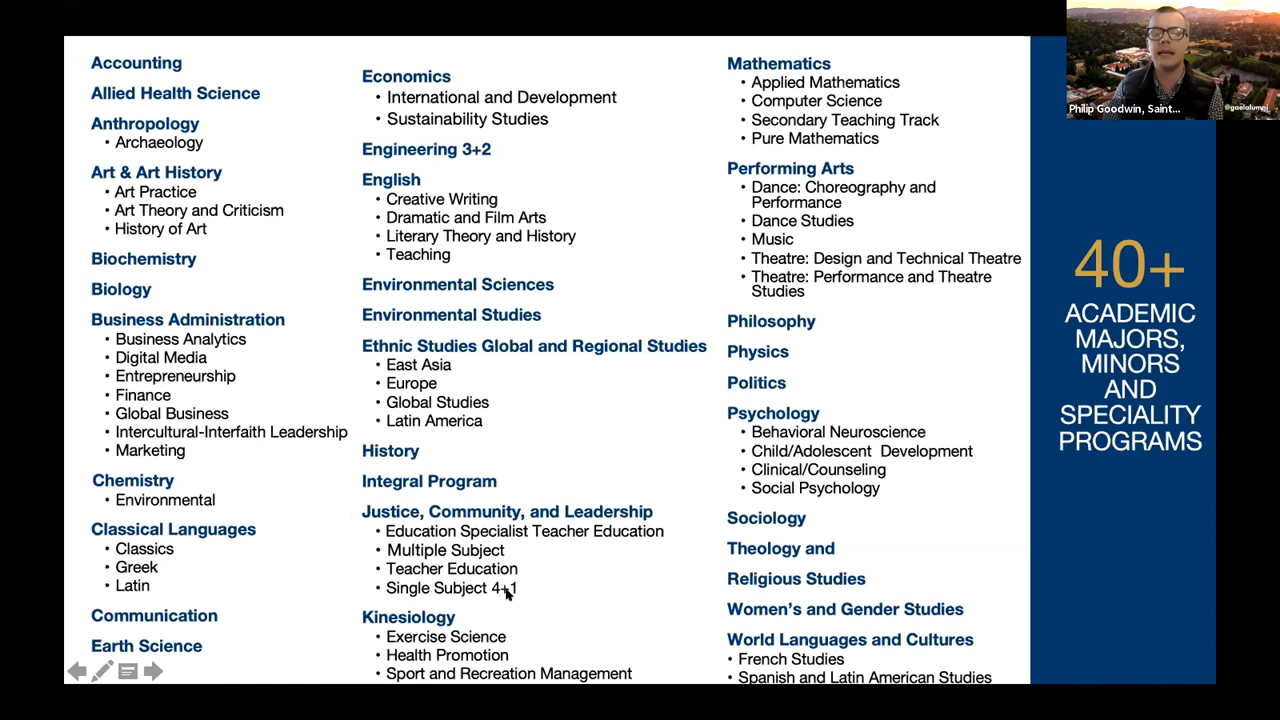 Accounting
Allied Health Science
Anthropology
• Archaeology
Art & Art History
• Art Practice
• Art Theory and Criticism
• History of Art
Biochemistry
Biology
Business Administration
• Business Analytics
• Digital Media
• Entrepreneurship
• Finance
• Global Business
• Intercultural-Interfaith Leadership
• Marketing
Chemistry
• Environmental
Classical Languages
• Classics
• Greek
• Latin
Communication
Earth Science
Economics
• International and Development
• Sustainability Studies
Engineering 3+2
English
• Creative Writing
• Dramatic and Film Arts
• Literary Theory and History
• Teaching
Environmental Sciences
Environmental Studies
Ethnic Studies Global and Regional Studies
• East Asia
• Europe
• Global Studies
• Latin America
History
Integral Program
Justice, Community, and Leadership
• Education Specialist Teacher Education
• Multiple Subject
• Teacher Education
• Single Subject 4+1
Kinesiology
• Exercise Science
• Health Promotion
• Sport and Recreation Management
Mathematics
• Applied Mathematics
• Computer Science
• Secondary Teaching Track
• Pure Mathematics
Performing Arts
• Dance: Choreography and
Performance
• Dance Studies
• Music
• Theatre: Design and Technical Theatre
• Theatre: Performance and Theatre
Studies
Philosophy
Physics
Politics
Psychology
• Behavioral Neuroscience
• Child/Adolescent Development
• Clinical/Counseling
• Social Psychology
Sociology
Theology and
Religious Studies
Women's and Gender Studies
World Languages and Cultures
• French Studies
• Spanish and Latin American Studies
Philip Goodwin, Saint...
@gaelalumni
40+
ACADEMIC
MAJORS,
MINORS
AND
SPECIALITY
PROGRAMS